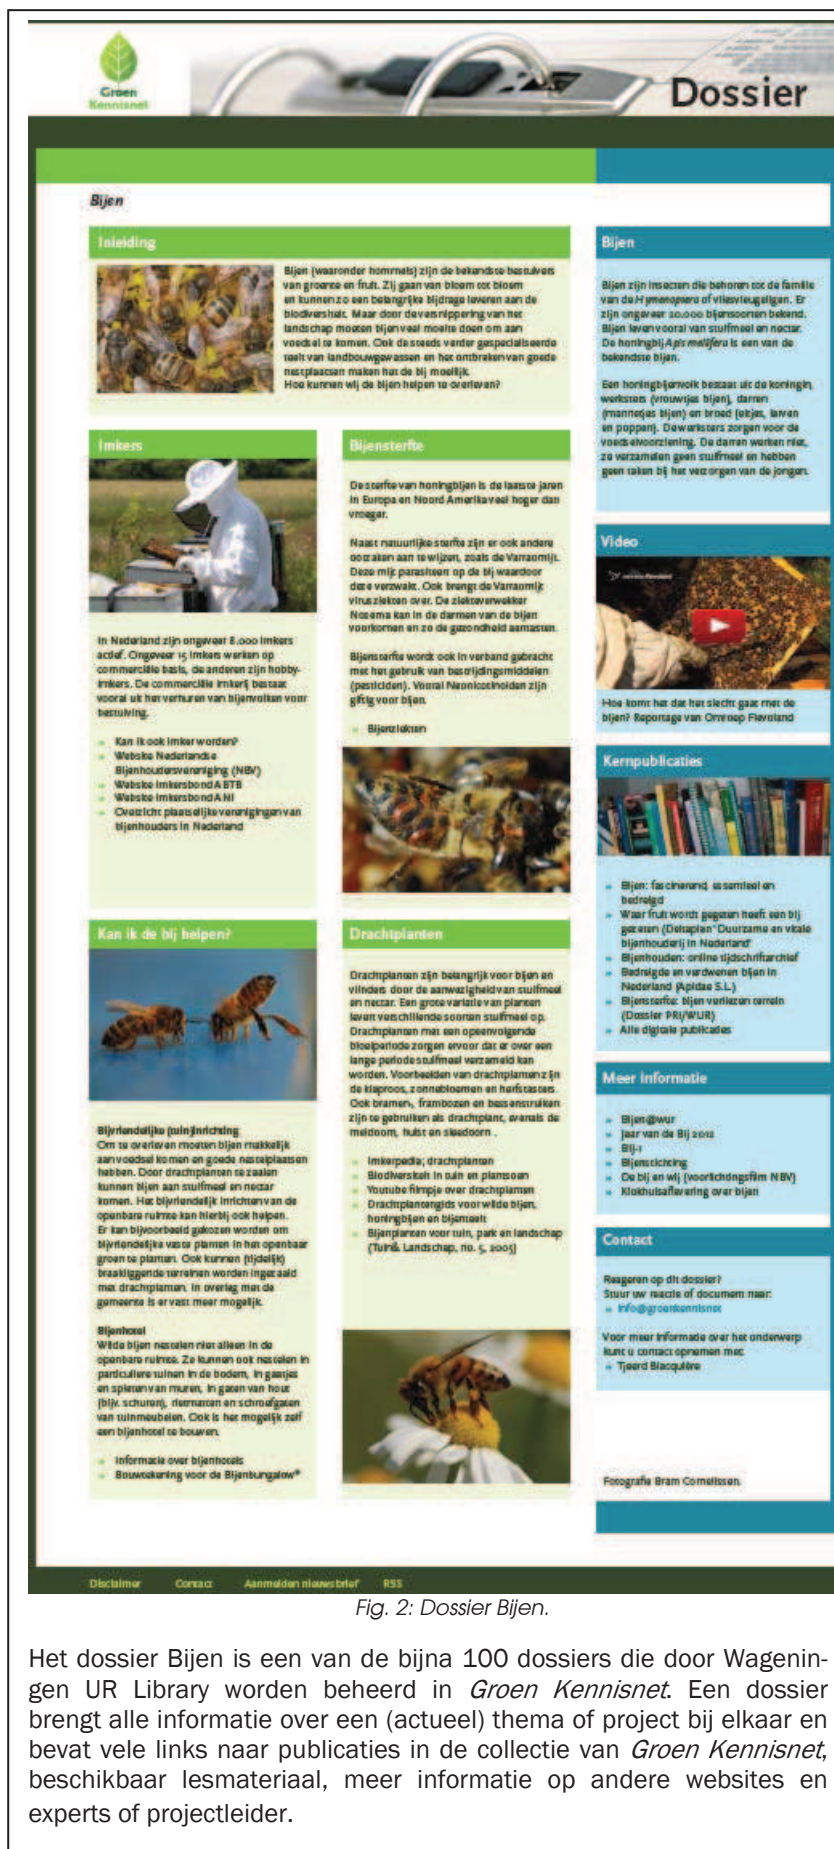 Groen
Kennisnet
Dossier
Bijen
Inleiding
Bijen (waaronder hommels) zijn de bekendste bestuivers
van groente en fruit. Zij gaan van bloem tot bloem
en kunnen zo een belangrijke bijdrage leveren aan de
biodiversiteit. Maar door de versnippering van het
landschap moeten bijen veel moeite doen om aan
voedsel te komen. Ook de steeds verder gespecialiseerde
teelt van landbouwgewassen en het ontbreken van goede
nestplaatsen maken het de bij moeilijk.
Hoe kunnen wij de bijen helpen te overleven?
Imkers
In Nederland zijn ongeveer 8.000 imkers
actief. Ongeveer 15 imkers werken op
commerciële basis, de anderen zijn hobby-
imkers. De commerciële imkerij bestaat
vooral uit het verhuren van bijenvolken voor
bestuiving.
» Kan ik ook imker worden?
» Website Nederlandse
Bijenhoudersvereniging (NBV)
» Website Imkersbond ABTB
» Website Imkersbond ANI
» Overzicht plaatselijke verenigingen van
bijenhouders in Nederland
Bijensterfte
De sterfte van honingbijen is de laatste jaren
in Europa en Noord Amerika veel hoger dan
vroeger.
Naast natuurlijke sterfte zijn er ook andere
oorzaken aan te wijzen, zoals de Varroamijt.
Deze mijt parasiteert op de bij waardoor
deze verzwakt. Ook brengt de Varroamijt
virusziekten over. De ziekteverwekker
Nosema kan in de darmen van de bijen
voorkomen en zo de gezondheid aantasten.
Bijensterfte wordt ook in verband gebracht
met het gebruik van bestrijdingsmiddelen
(pesticiden). Vooral Neonicotinoïden zijn
giftig voor bijen.
» Bijenziekten
Kan ik de bij helpen?
Bijvriendelijke (tuin)inrichting
Om te overleven moeten bijen makkelijk
aan voedsel komen en goede nestelplaatsen
hebben. Door drachtplanten te zaaien
kunnen bijen aan stuifmeel en nectar
komen. Het bijvriendelijk inrichten van de
openbare ruimte kan hierbij ook helpen.
Er kan bijvoorbeeld gekozen worden om
bijvriendelijke vaste planten in het openbaar
groen te planten. Ook kunnen (tijdelijk)
braakliggende terreinen worden ingezaaid
met drachtplanten. In overleg met de
gemeente is er vast meer mogelijk.
Bijenhotel
Wilde bijen nestelen niet alleen in de
openbare ruimte. Ze kunnen ook nestelen in
particuliere tuinen in de bodem, in gaatjes
en spleten van muren, in gaten van hout
(bijv. schuren), rietmatten en schroefgaten
van tuinmeubelen. Ook is het mogelijk zelf
een bijenhotel te bouwen.
» Informatie over bijenhotels
» Bouwtekening voor de Bijenbungalow®
Drachtplanten
Drachtplanten zijn belangrijk voor bijen en
vlinders door de aanwezigheid van stuifmeel
en nectar. Een grote variatie van planten
levert verschillende soorten stuifmeel op.
Drachtplanten met een opeenvolgende
bloeiperiode zorgen ervoor dat er over een
lange periode stuifmeel verzameld kan
worden. Voorbeelden van drachtplanten zijn
de klaproos, zonnebloemen en herfstasters.
Ook bramen-, frambozen en bessenstruiken
zijn te gebruiken als drachtplant, evenals de
meidoorn, hulst en sleedoorn .
» Imkerpedia; drachtplanten
» Biodiversiteit in tuin en plantsoen
» Youtube filmpje over drachtplanten
» Drachtplantengids voor wilde bijen,
honingbijen en bijenteelt
» Bijenplanten voor tuin, park en landschap
(Tuin& Landschap, no. 5, 2005)
Bijen
Bijen zijn insecten die behoren tot de familie
van de Hymenoptera of vliesvleugeligen. Er
zijn ongeveer 20.000 bijensoorten bekend.
Bijen leven vooral van stuifmeel en nectar.
De honingbij Apis mellifera is een van de
bekendste bijen.
Een honingbijenvolk bestaat uit de koningin,
werksters (vrouwtjes bijen), darren
(mannetjes bijen) en broed (eitjes, larven
en poppen). De werksters zorgen voor de
voedselvoorziening. De darren werken niet,
ze verzamelen geen stuifmeel en hebben
geen taken bij het verzorgen van de jongen.
Video
Hoe komt het dat het slecht gaat met de
bijen? Reportage van Omroep Flevoland
Kernpublicaties
» Bijen: fascinerend, essentieel en
bedreigd
» Waar fruit wordt gegeten heeft een bij
gezeten (Deltaplan "Duurzame en vitale
bijenhouderij in Nederland"
» Bijenhouden: online tijdschriftarchief
» Bedreigde en verdwenen bijen in
Nederland (Apidae S.L.)
» Bijensterfte: bijen verliezen terrein
(Dossier PRI/WUR)
» Alle digitale publicaties
Meer informatie
» Bijen@wur
» Jaar van de Bij 2012
» Bij-1
» Bijenstichting
» De bij en wij (voorlichtingsfilm NBV)
» Klokhuisaflevering over bijen
Contact
Reageren op dit dossier?
Stuur uw reactie of document naar:
» info@groenkennisnet
Voor meer informatie over het onderwerp
kunt u contact opnemen met:
» Tjeerd Blacquière
Fotografie Bram Cornelissen.
Disclaimer Contact Aanmelden nieuwsbrief RSS
Fig. 2: Dossier Bijen.
Het dossier Bijen is een van de bijna 100 dossiers die door Wagenin-
gen UR Library worden beheerd in Groen Kennisnet. Een dossier
brengt alle informatie over een (actueel) thema of project bij elkaar en
bevat vele links naar publicaties in de collectie van Groen Kennisnet,
beschikbaar lesmateriaal, meer informatie op andere websites en
experts of projectleider.